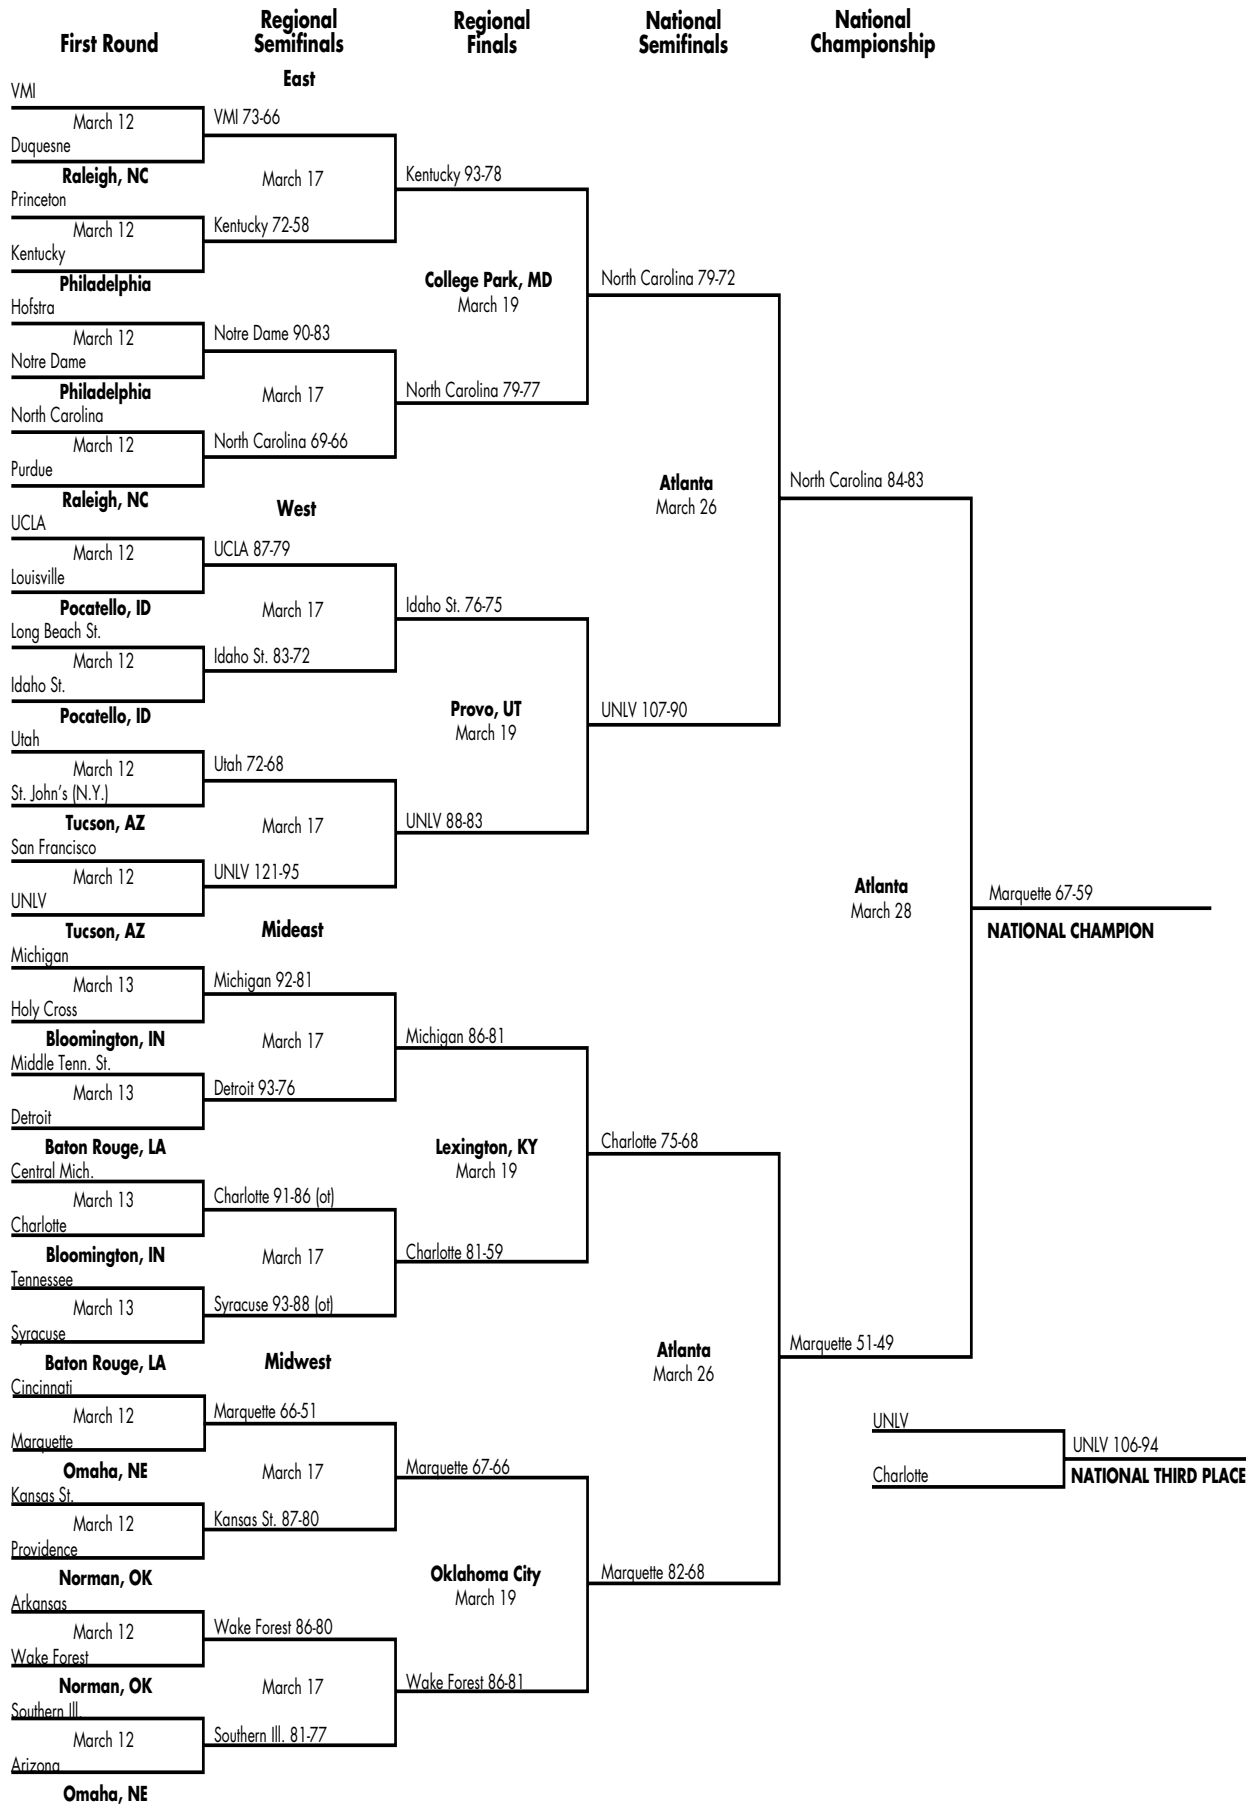 First Round
Regional
Semifinals
Regional
Finals
National
Semifinals
National
Championship
East
VMI
March 12
Duquesne
Raleigh, NC
Princeton
March 12
Kentucky
Philadelphia
Hofstra
March 12
Notre Dame
Philadelphia
North Carolina
March 12
Purdue
Raleigh, NC
VMI 73-66
March 17
Kentucky 72-58
Notre Dame 90-83
March 17
North Carolina 69-66
Kentucky 93-78
College Park, MD
March 19
North Carolina 79-77
North Carolina 79-72
West
UCLA
March 12
Louisville
Pocatello, ID
Long Beach St.
March 12
Idaho St.
Pocatello, ID
Utah
March 12
St. John's (N.Y.)
Tucson, AZ
San Francisco
March 12
UNLV
Tucson, AZ
UCLA 87-79
March 17
Idaho St. 83-72
Utah 72-68
March 17
UNLV 121-95
Idaho St. 76-75
Provo, UT
March 19
UNLV 88-83
UNLV 107-90
Atlanta
March 26
North Carolina 84-83
Mideast
Michigan
March 13
Holy Cross
Bloomington, IN
Middle Tenn. St.
March 13
Detroit
Baton Rouge, LA
Central Mich.
March 13
Charlotte
Bloomington, IN
Tennessee
March 13
Syracuse
Baton Rouge, LA
Michigan 92-81
March 17
Detroit 93-76
Charlotte 91-86 (ot)
March 17
Syracuse 93-88 (ot)
Michigan 86-81
Lexington, KY
March 19
Charlotte 81-59
Charlotte 75-68
Midwest
Cincinnati
March 12
Marquette
Omaha, NE
Kansas St.
March 12
Providence
Norman, OK
Arkansas
March 12
Wake Forest
Norman, OK
Southern Ill.
March 12
Arizona
Omaha, NE
Marquette 66-51
March 17
Kansas St. 87-80
Wake Forest 86-80
March 17
Southern Ill. 81-77
Marquette 67-66
Oklahoma City
March 19
Wake Forest 86-81
Marquette 82-68
Atlanta
March 26
Marquette 51-49
Atlanta
March 28
Marquette 67-59
NATIONAL CHAMPION
UNLV
Charlotte
UNLV 106-94
NATIONAL THIRD PLACE